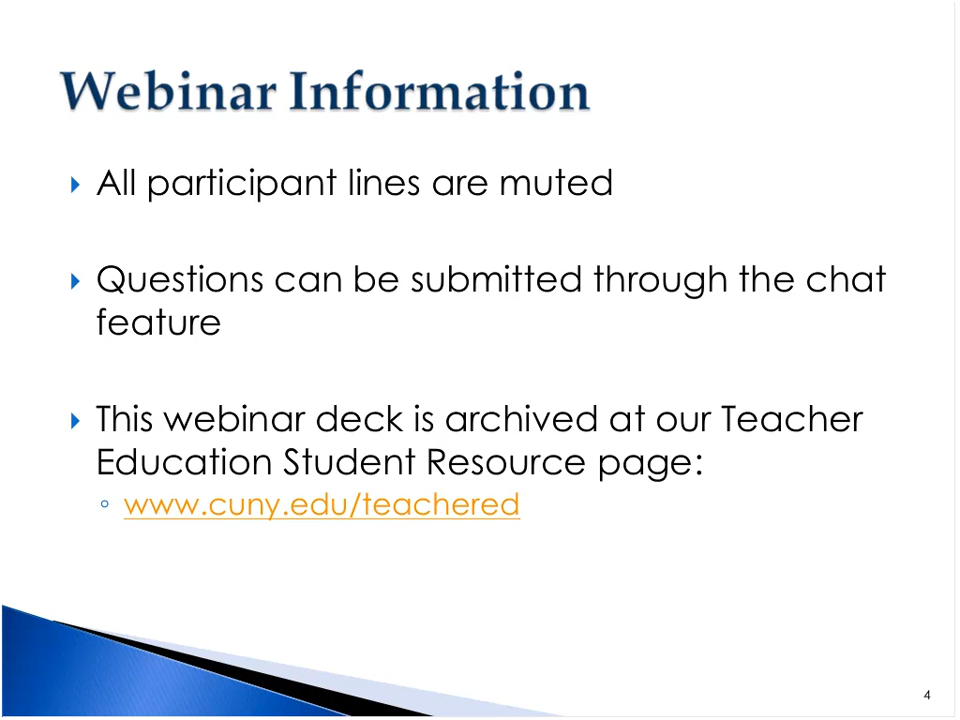 Webinar Information
All participant lines are muted
Questions can be submitted through the chat
feature
This webinar deck is archived at our Teacher
Education Student Resource page:
www.cuny.edu/teachered
4